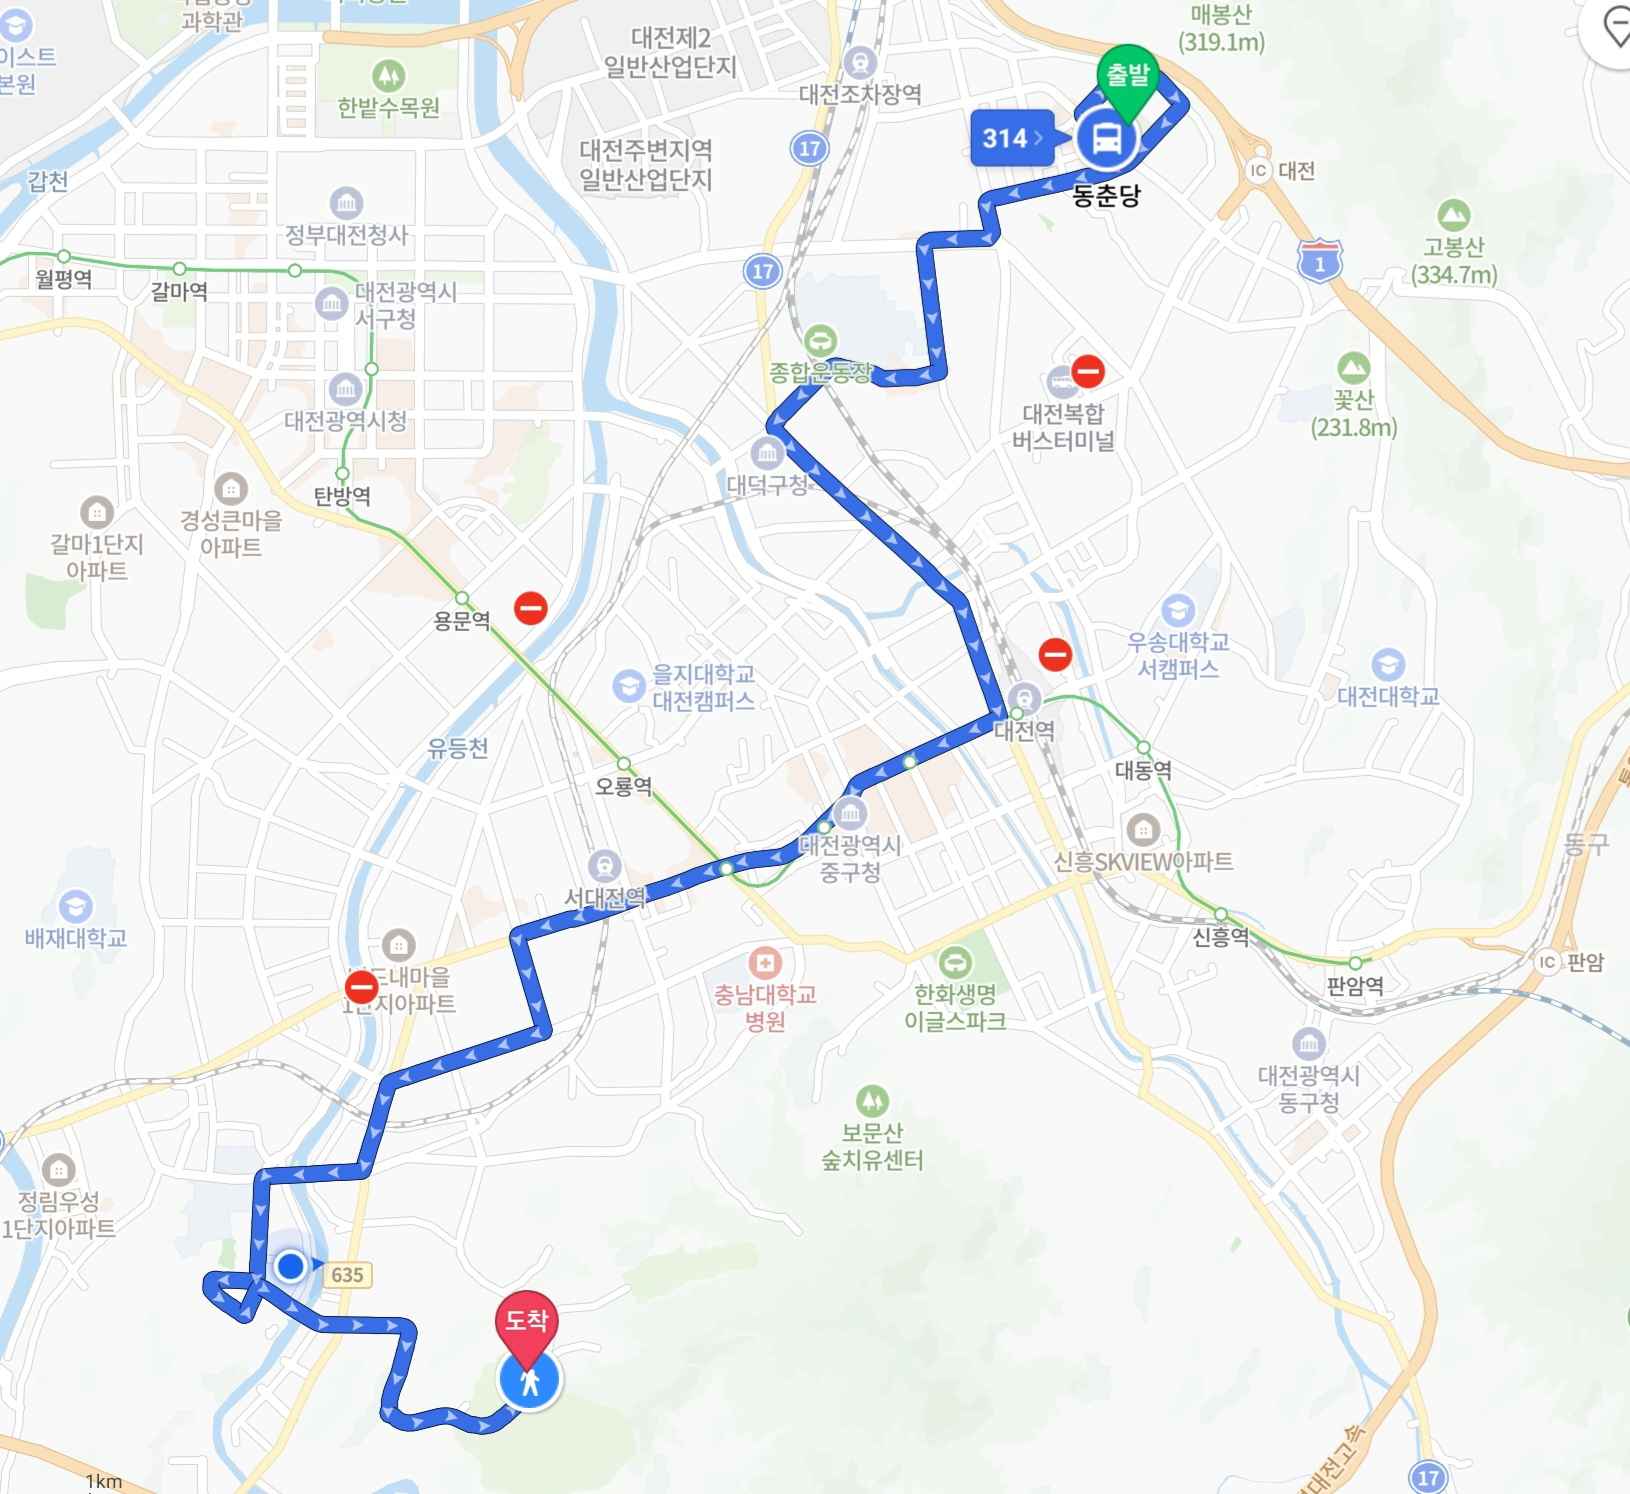 과학관
매봉산
(319.1m)
이스트
본원
대전제2
일반산업단지
출발
대전조차장역
한밭수목원
314
17
대전주변지역
일반산업단지
IC 대전
갑천
동춘당
정부대전청사
고봉산
(334.7m)
월평역
갈마역
17
1
대전광역시
서구청
종합운동장
대전광역시청
대전복합
버스터미널
꽃산
(231.8m)
대덕구청
탄방역
경성큰마을
아파트
갈마1단지
아파트
용문역
우송대학교
서캠퍼스
을지대학교
대전캠퍼스
대전대학교
대전역
유등천
대동역
오룡역
대전광역시
중구청
신흥SKVIEW아파트
동구
서대전역
배재대학교
신흥역
IC 판암
판암역
도내마을
1단지아파트
충남대학교
병원
한화생명
이글스파크
대전광역시
동구청
보문산
숲치유센터
정림우성
1단지아파트
635
도착
1km
대전고속
17